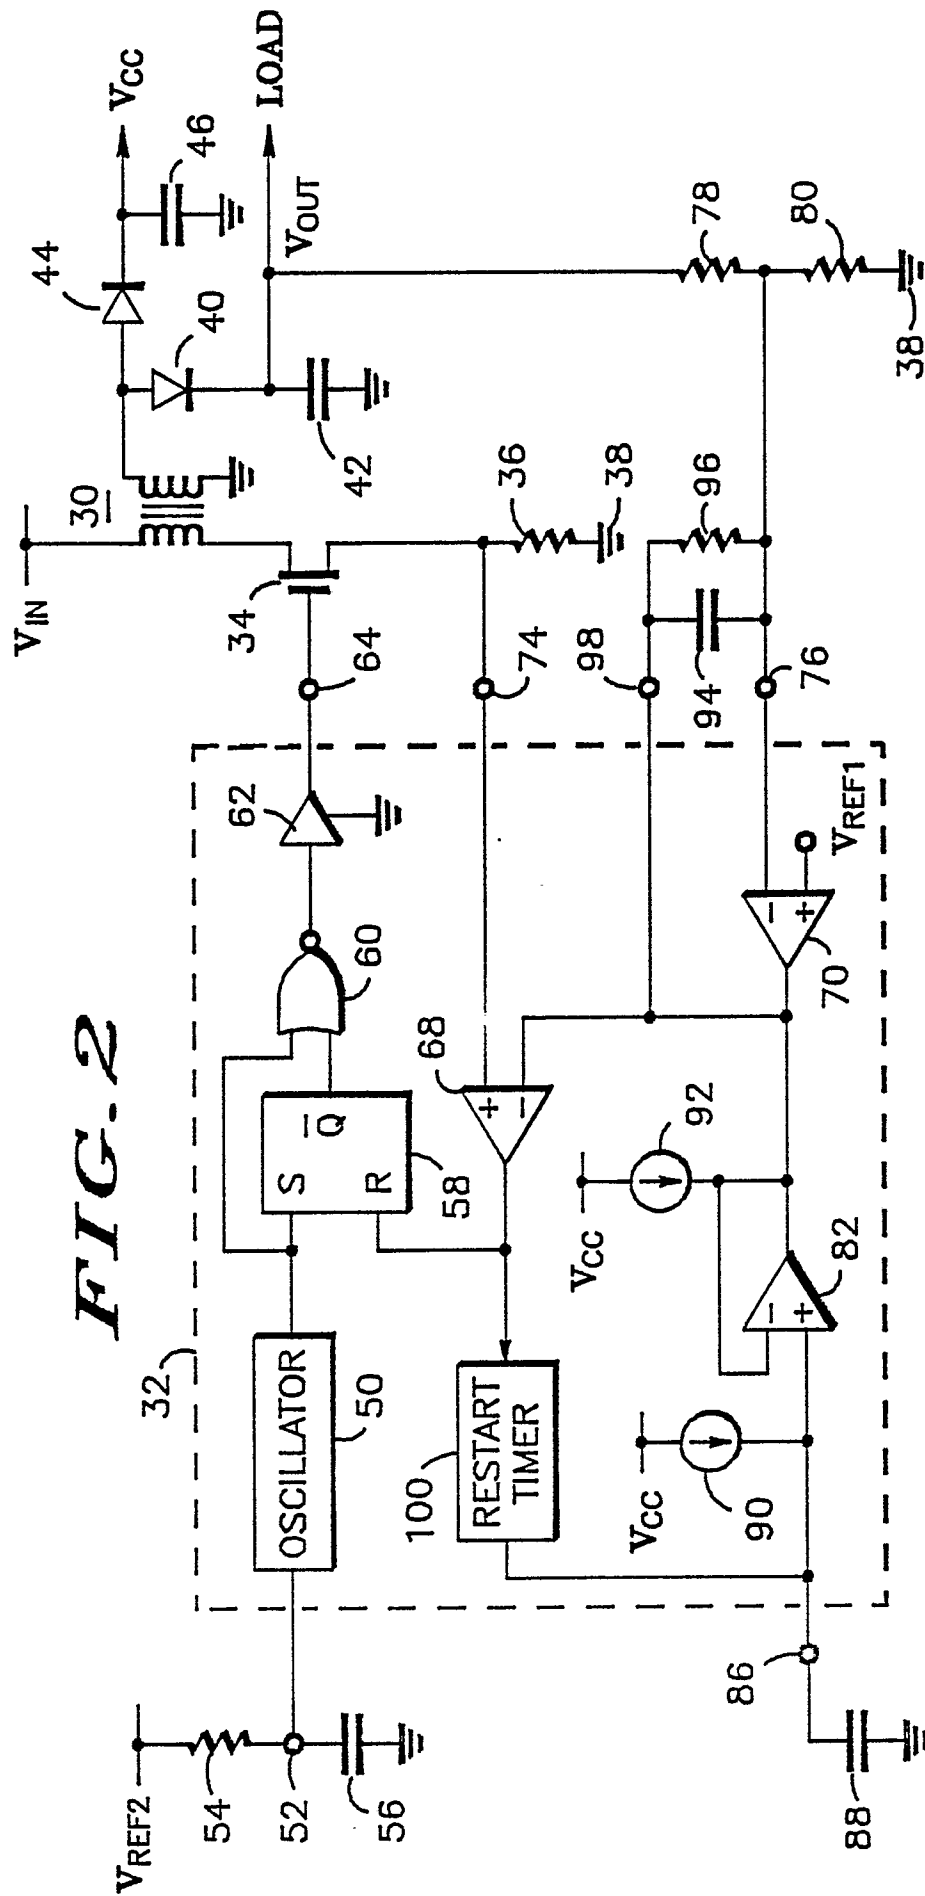 FIG. 2
VIN
30
44
VCC
46
40
LOAD
VOUT
42
34
64
36
38
74
98
96
94
76
78
80
38
32
62
60
S
Q
R
58
OSCILLATOR
50
68
+
−
100
RESTART
TIMER
VCC
92
VCC
90
−
+
82
−
+
70
VREF1
VREF2
54
52
56
86
88